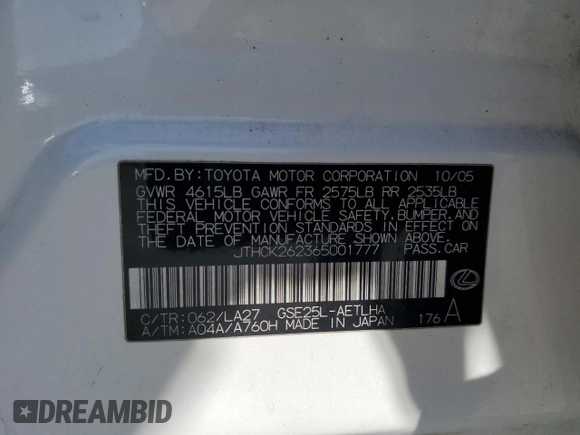 MFD. BY: TOYOTA MOTOR CORPORATION 10/05
GVWR 4615LB GAWR FR 2575LB RR 2535LB
THIS VEHICLE CONFORMS TO ALL APPLICABLE
FEDERAL MOTOR VEHICLE SAFETY, BUMPER, AND
THEFT PREVENTION STANDARDS IN EFFECT ON
THE DATE OF MANUFACTURE SHOWN ABOVE.
JTHCK262365001777 PASS.CAR
C/TR: 062/LA27 GSE25L-AETLHA
A/TM: A04A/A760H MADE IN JAPAN 176 A
DREAMBID